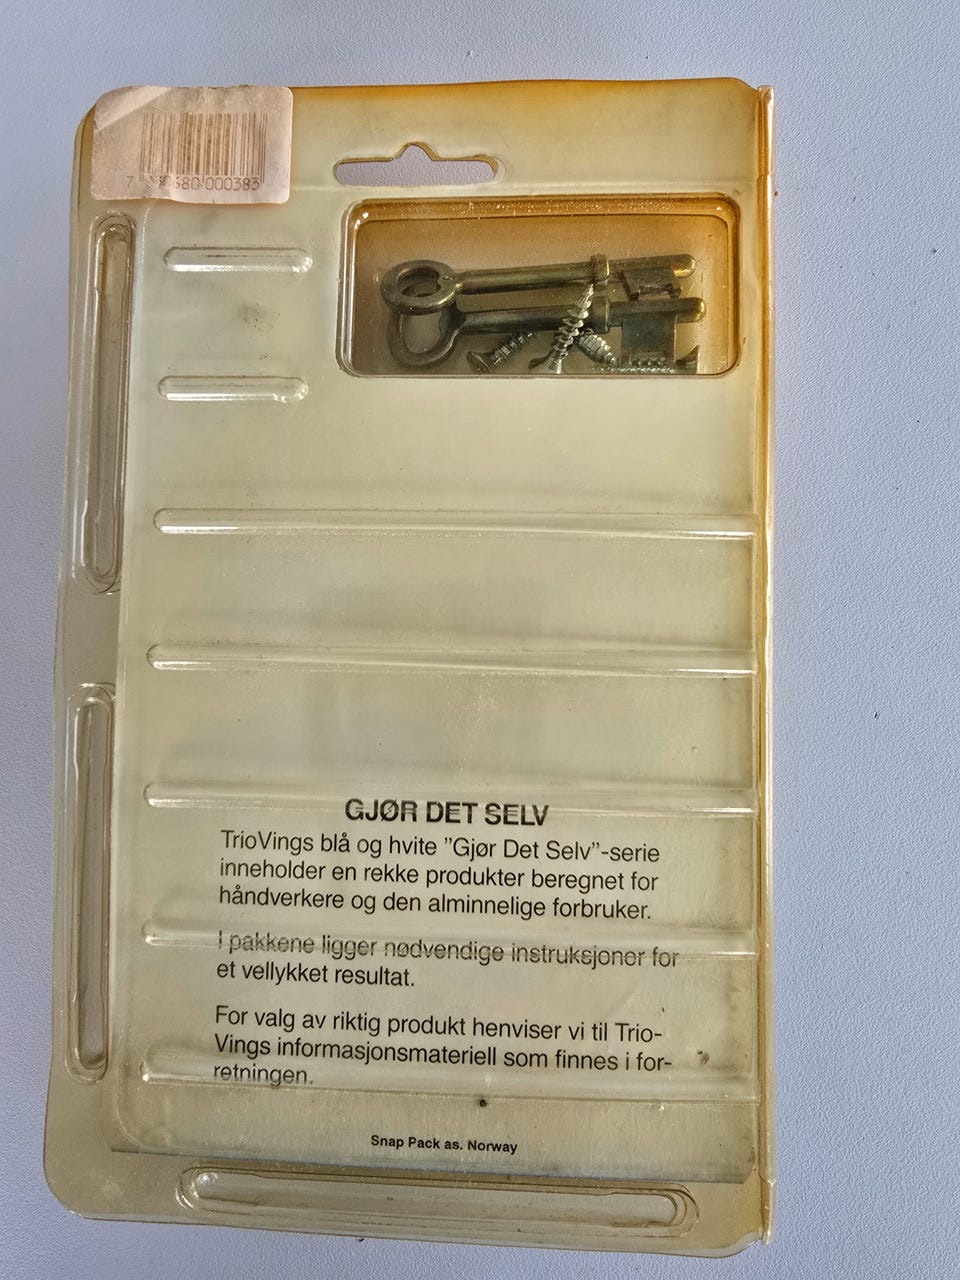 000383
GJØR DET SELV
TrioVings blå og hvite ”Gjør Det Selv”-serie
inneholder en rekke produkter beregnet for
håndverkere og den alminnelige forbruker.
I pakkene ligger nødvendige instruksjoner for
et vellykket resultat.
For valg av riktig produkt henviser vi til Trio-
Vings informasjonsmateriell som finnes i for-
retningen.
Snap Pack as. Norway